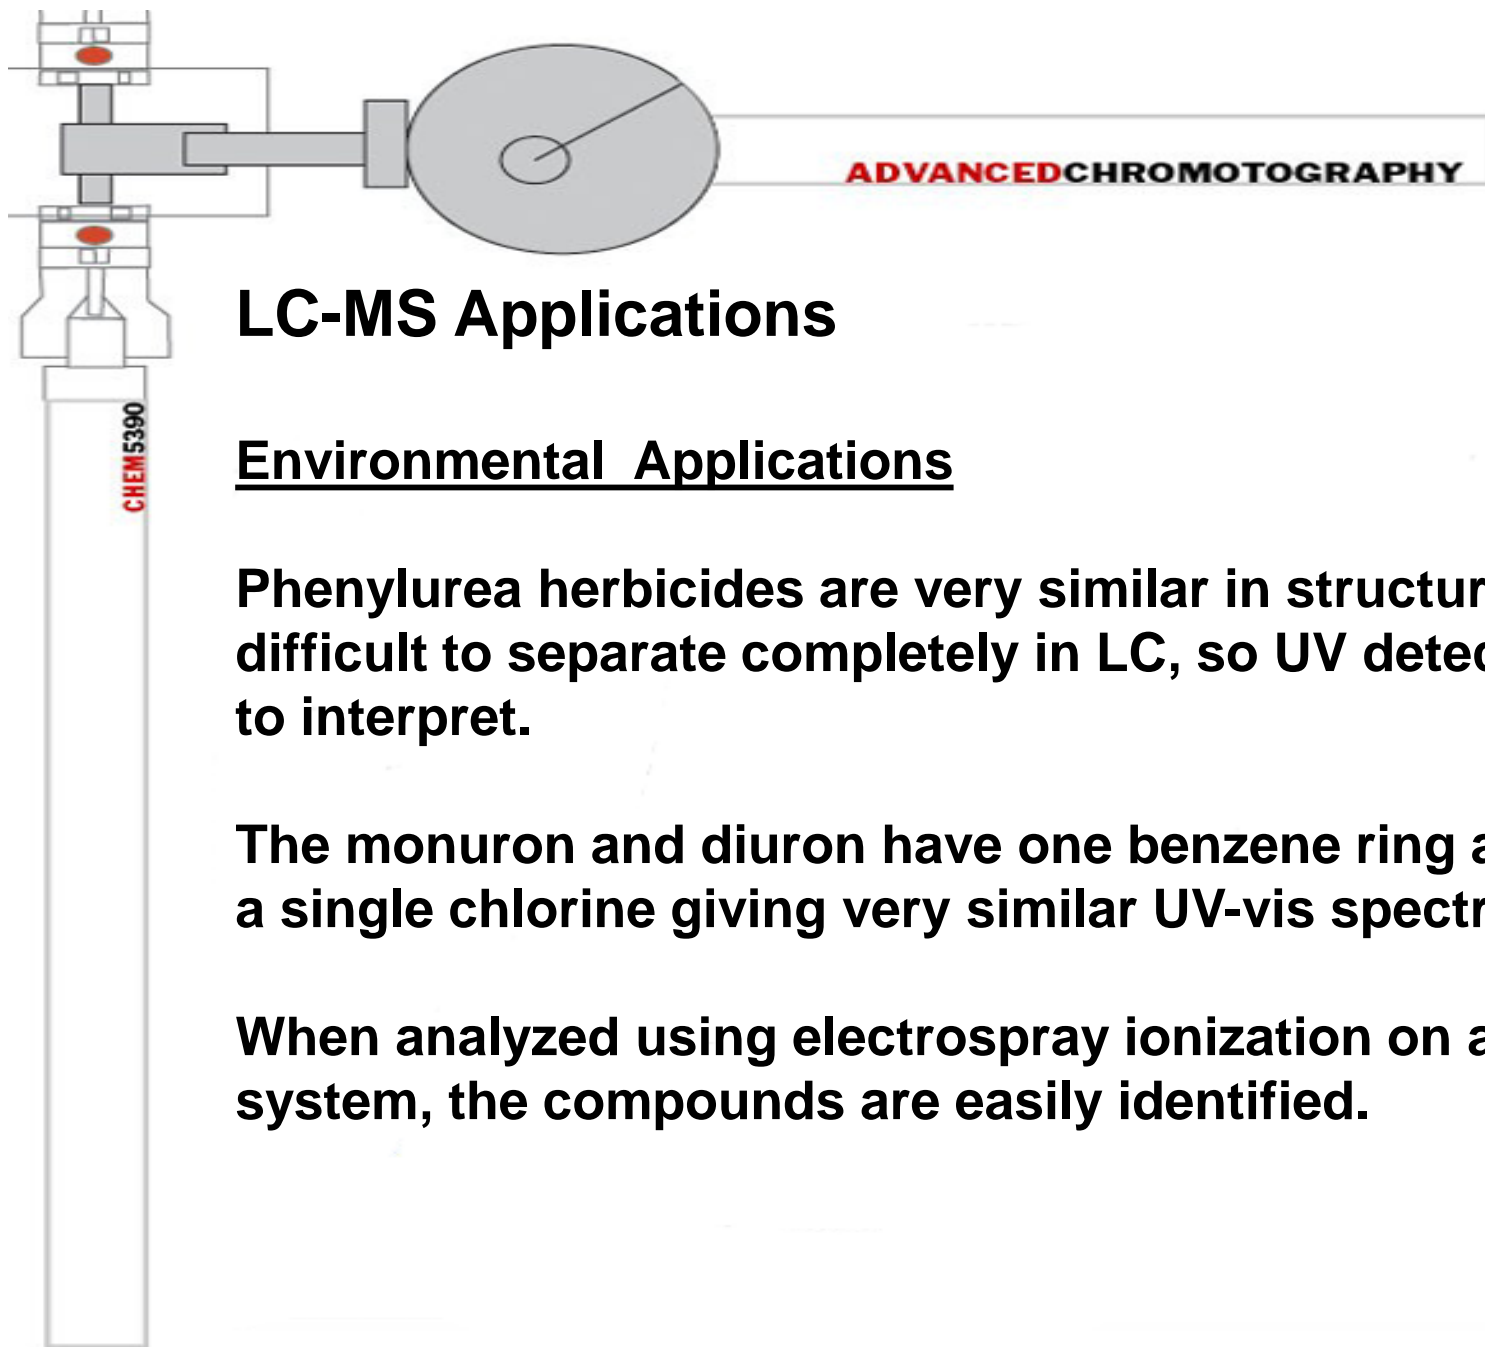 ADVANCEDCHROMOTOGRAPHY
LC-MS Applications
CHEM5390
Environmental Applications
Phenylurea herbicides are very similar in structur
difficult to separate completely in LC, so UV detec
to interpret.
The monuron and diuron have one benzene ring a
a single chlorine giving very similar UV-vis spectr
When analyzed using electrospray ionization on a
system, the compounds are easily identified.